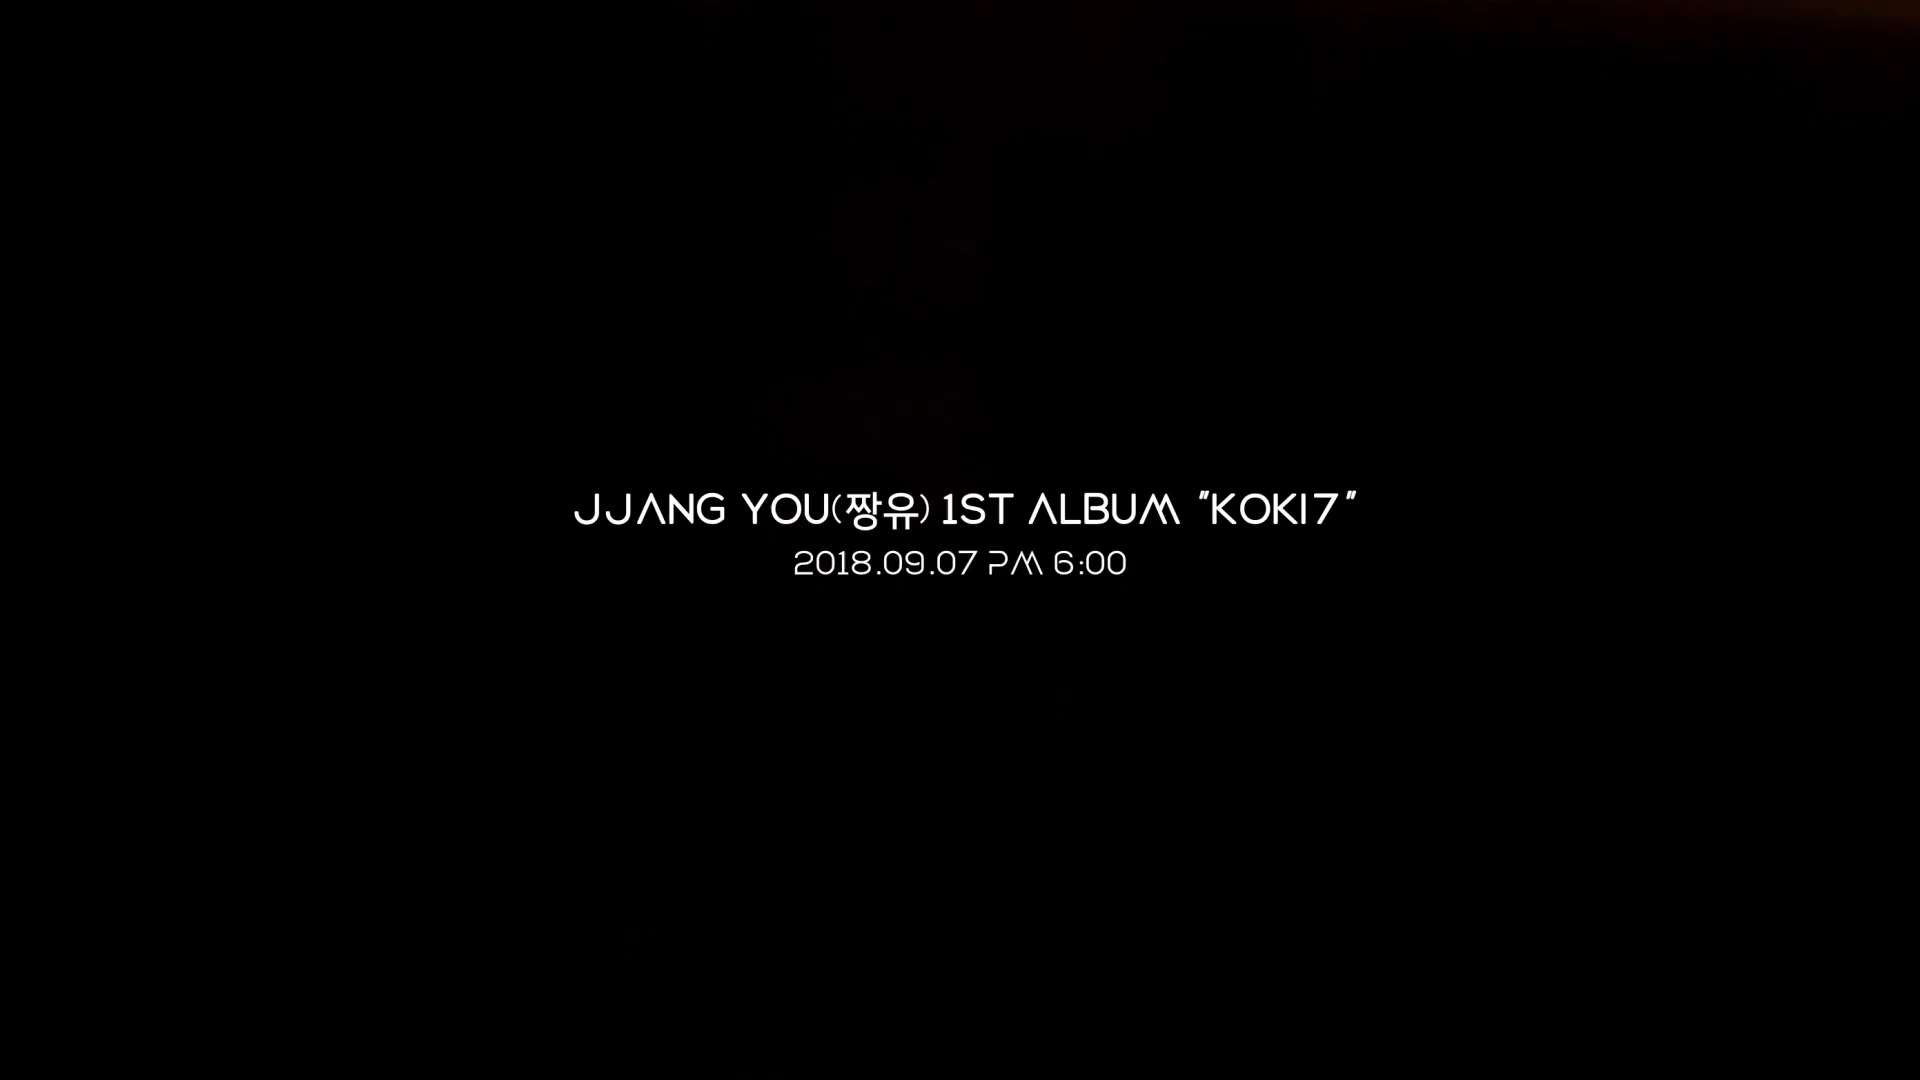 JJANG YOU(짱유) 1ST ALBUM "KOKI7"
2018.09.07 PM 6:00